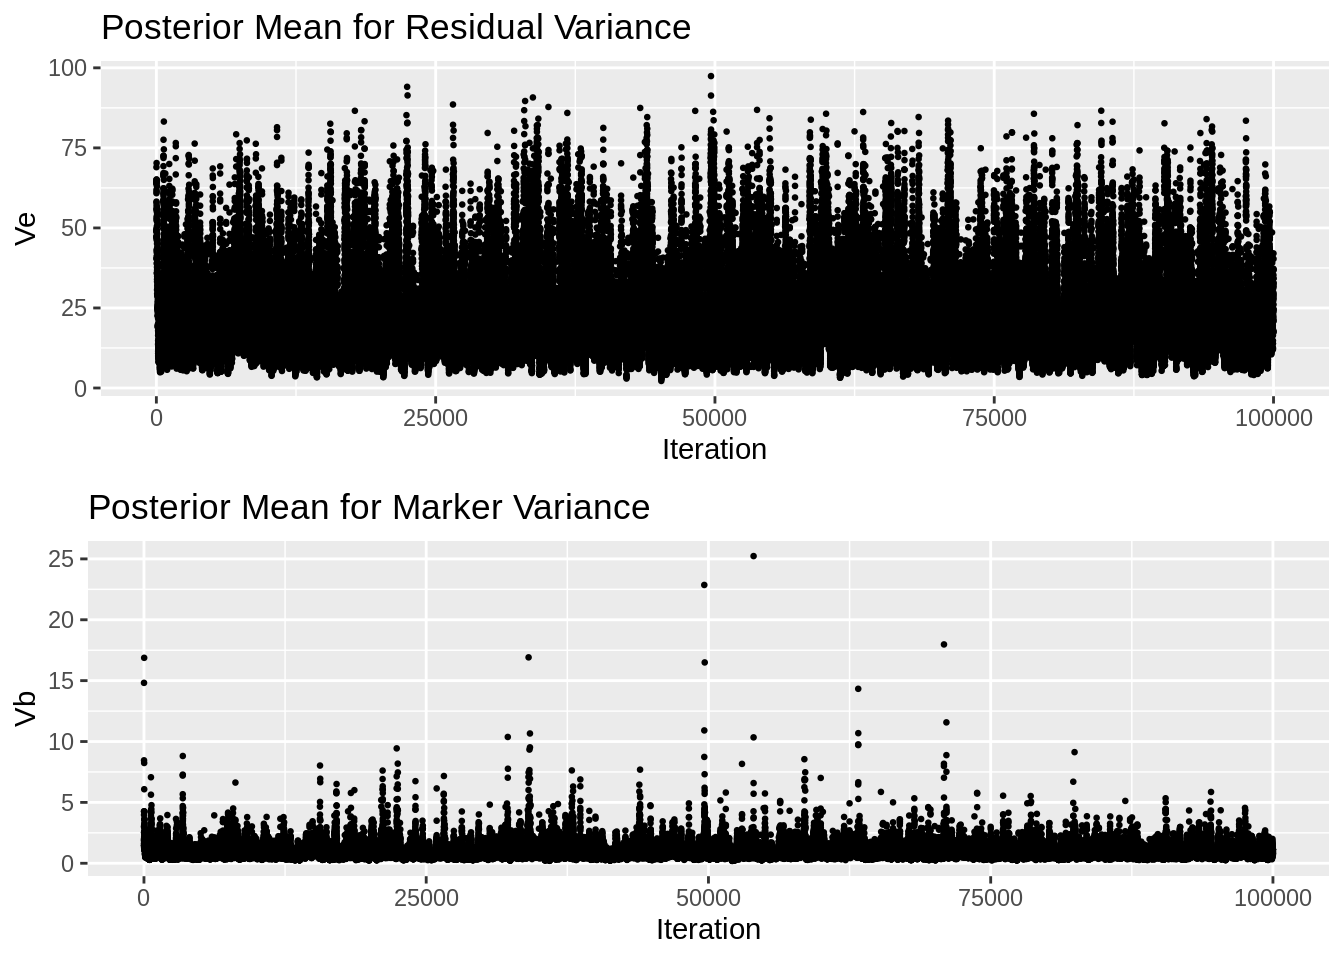 Posterior Mean for Residual Variance
100
75
50
25
0
Ve
0 25000 50000 75000 100000
Iteration
Posterior Mean for Marker Variance
25
20
15
10
5
0
Vb
0 25000 50000 75000 100000
Iteration